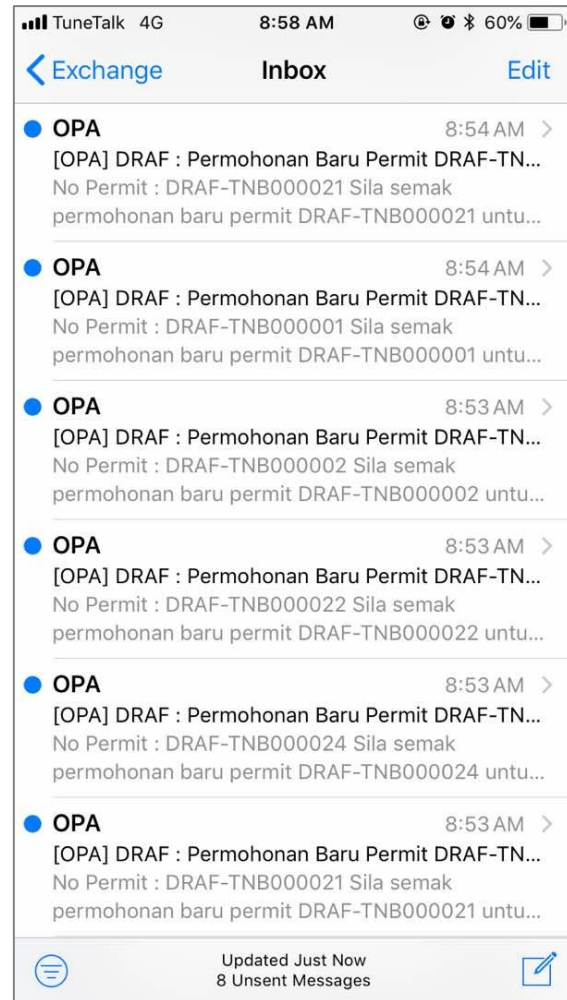 TuneTalk 4G 8:58 AM 60%
Exchange Inbox Edit
OPA 8:54 AM
[OPA] DRAF : Permohonan Baru Permit DRAF-TN...
No Permit : DRAF-TNB000021 Sila semak
permohonan baru permit DRAF-TNB000021 untu...
OPA 8:54 AM
[OPA] DRAF : Permohonan Baru Permit DRAF-TN...
No Permit : DRAF-TNB000001 Sila semak
permohonan baru permit DRAF-TNB000001 untu...
OPA 8:53 AM
[OPA] DRAF : Permohonan Baru Permit DRAF-TN...
No Permit : DRAF-TNB000002 Sila semak
permohonan baru permit DRAF-TNB000002 untu...
OPA 8:53 AM
[OPA] DRAF : Permohonan Baru Permit DRAF-TN...
No Permit : DRAF-TNB000022 Sila semak
permohonan baru permit DRAF-TNB000022 untu...
OPA 8:53 AM
[OPA] DRAF : Permohonan Baru Permit DRAF-TN...
No Permit : DRAF-TNB000024 Sila semak
permohonan baru permit DRAF-TNB000024 untu...
OPA 8:53 AM
[OPA] DRAF : Permohonan Baru Permit DRAF-TN...
No Permit : DRAF-TNB000021 Sila semak
permohonan baru permit DRAF-TNB000021 untu...
Updated Just Now
8 Unsent Messages